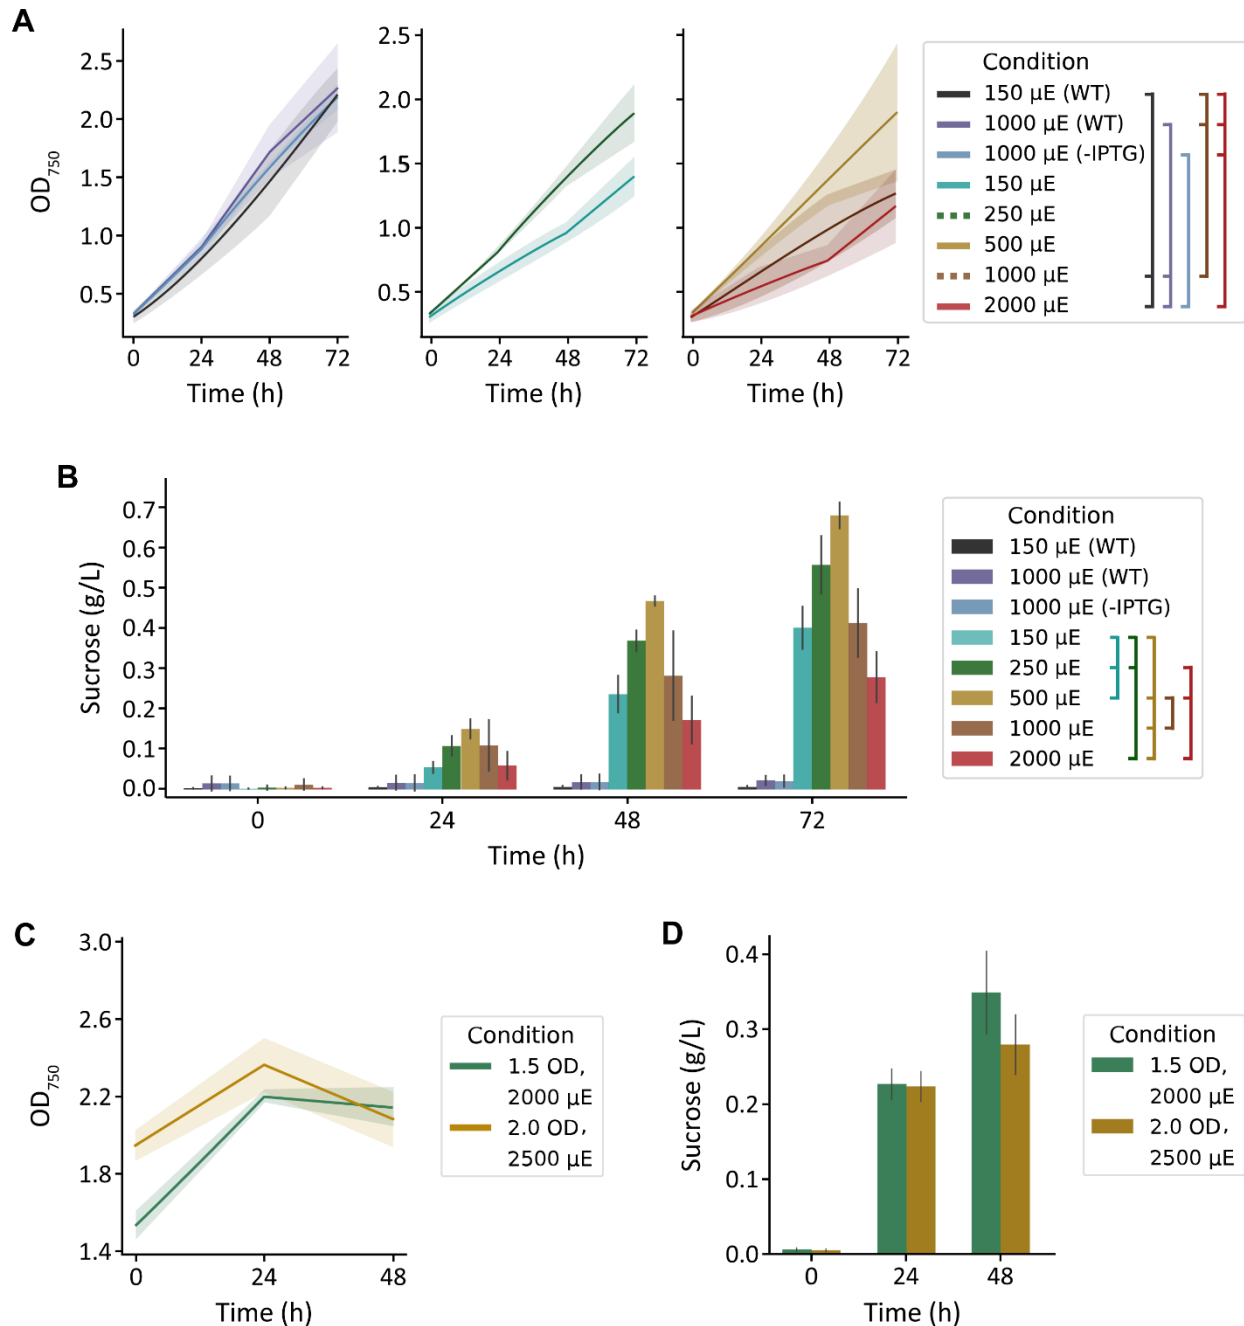 A
2.5
2.0
1.5
1.0
0.5
OD750
0 24 48 72
Time (h)
2.5
2.0
1.5
1.0
0.5
0 24 48 72
Time (h)
0 24 48 72
Time (h)
Condition
150 µE (WT)
1000 µE (WT)
1000 µE (-IPTG)
150 µE
250 µE
500 µE
1000 µE
2000 µE
B
0.7
0.6
0.5
0.4
0.3
0.2
0.1
0.0
Sucrose (g/L)
0 24 48 72
Time (h)
Condition
150 µE (WT)
1000 µE (WT)
1000 µE (-IPTG)
150 µE
250 µE
500 µE
1000 µE
2000 µE
C
3.0
2.6
2.2
1.8
1.4
OD750
0 24 48
Time (h)
Condition
1.5 OD,
2000 µE
2.0 OD,
2500 µE
D
0.4
0.3
0.2
0.1
0.0
Sucrose (g/L)
0 24 48
Time (h)
Condition
1.5 OD,
2000 µE
2.0 OD,
2500 µE